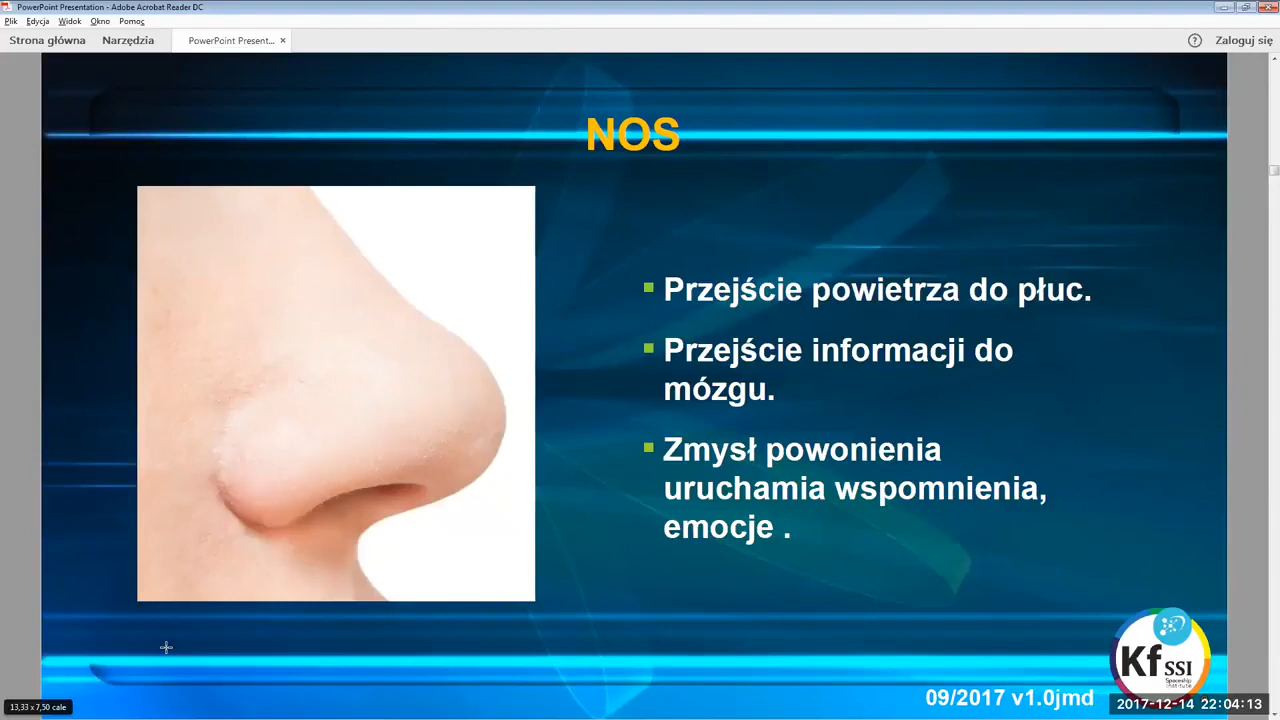 PowerPoint Presentation - Adobe Acrobat Reader DC
Plik Edycja Widok Okno Pomoc
Strona główna Narzędzia PowerPoint Present... × ? Zaloguj się
NOS
Przejście powietrza do płuc.
Przejście informacji do
mózgu.
Zmysł powonienia
uruchamia wspomnienia,
emocje .
Kf SSI
Spaceship
Institute
09/2017 v1.0jmd
13,33 x 7,50 cale
2017-12-14 22:04:13